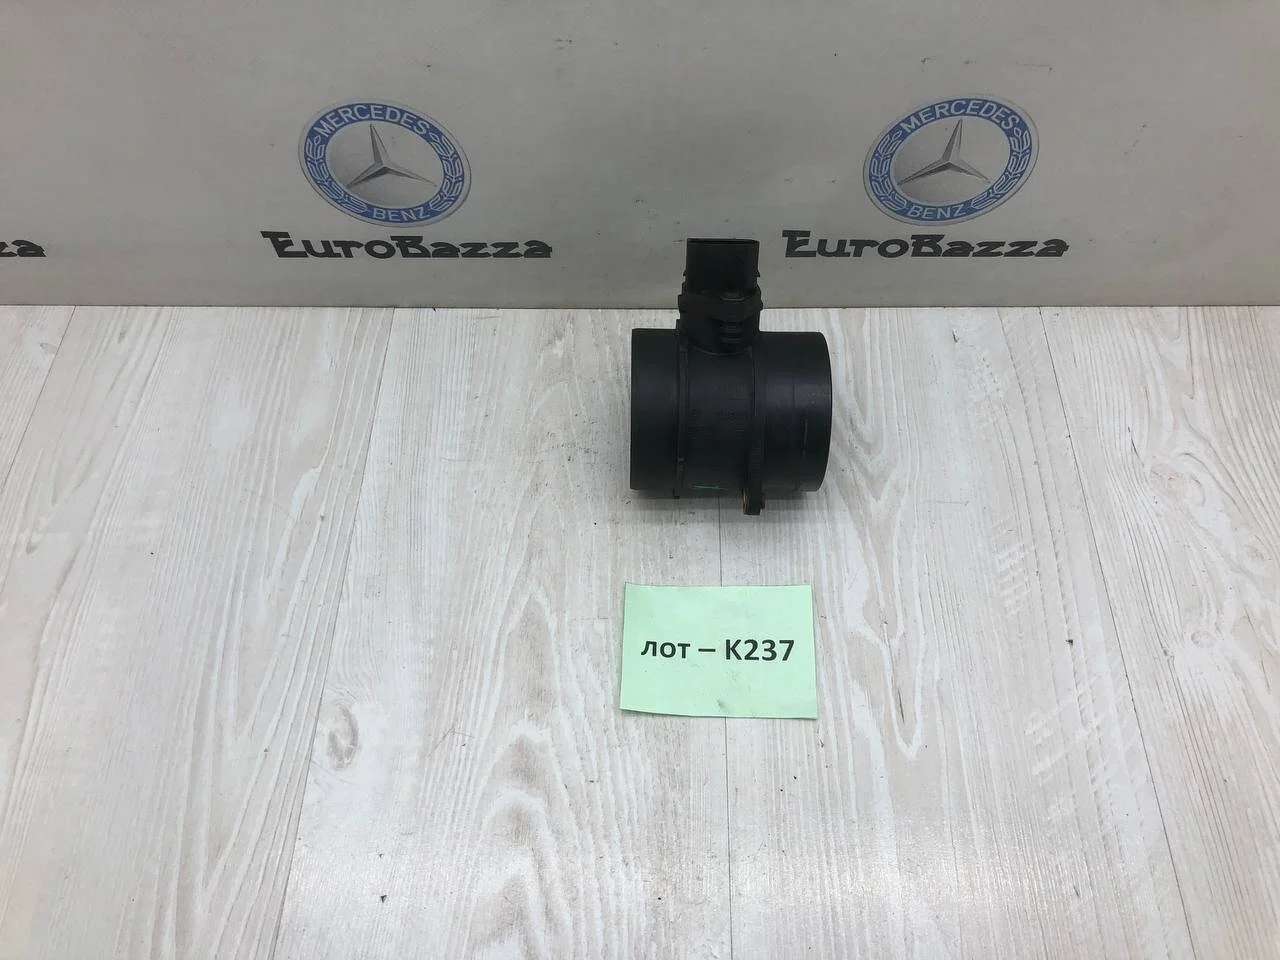 MERCEDES
BENZ
EuroBazza
MERCEDES
BENZ
EuroBazza
za
лот – К237